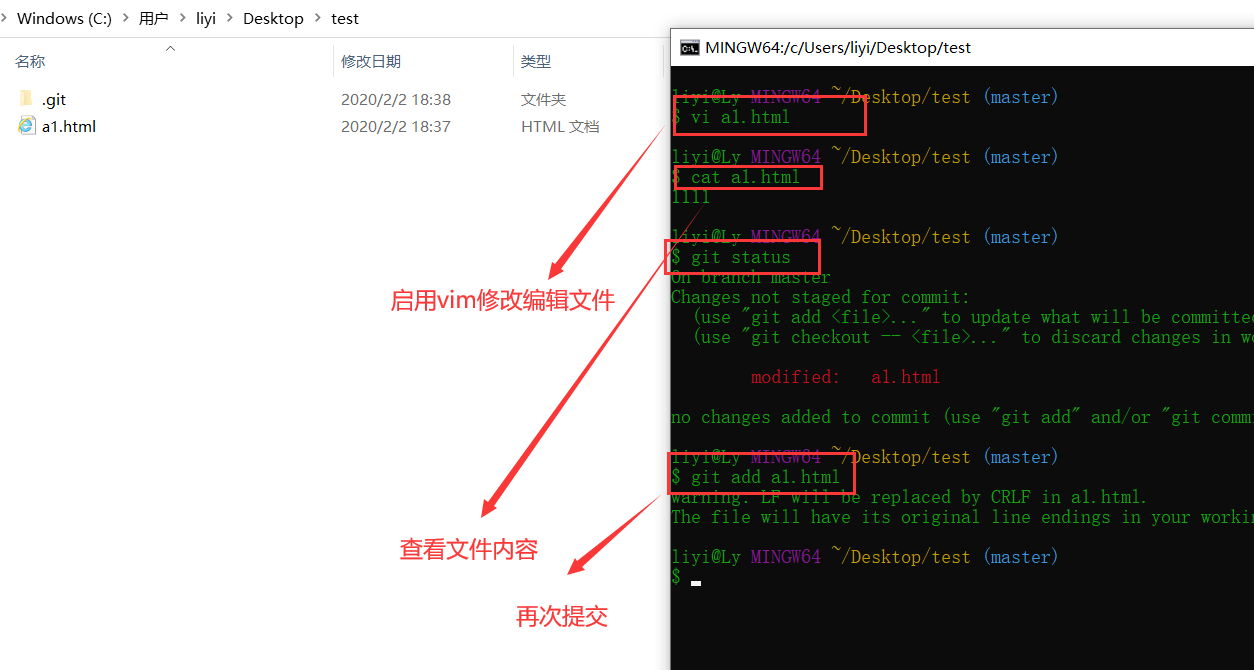 Windows (C:) 用户 liyi Desktop test
名称 修改日期 类型
.git 2020/2/2 18:38 文件夹
a1.html 2020/2/2 18:37 HTML 文档
启用vim修改编辑文件
查看文件内容
再次提交
MINGW64:/c/Users/liyi/Desktop/test
liyi@Ly MINGW64 ~/Desktop/test (master)
$ vi a1.html
liyi@Ly MINGW64 ~/Desktop/test (master)
$ cat a1.html
1111
liyi@Ly MINGW64 ~/Desktop/test (master)
$ git status
On branch master
Changes not staged for commit:
(use "git add <file>..." to update what will be committe
(use "git checkout -- <file>..." to discard changes in wo
modified: a1.html
no changes added to commit (use "git add" and/or "git comm
liyi@Ly MINGW64 ~/Desktop/test (master)
$ git add a1.html
warning: LF will be replaced by CRLF in a1.html.
The file will have its original line endings in your worki
liyi@Ly MINGW64 ~/Desktop/test (master)
$